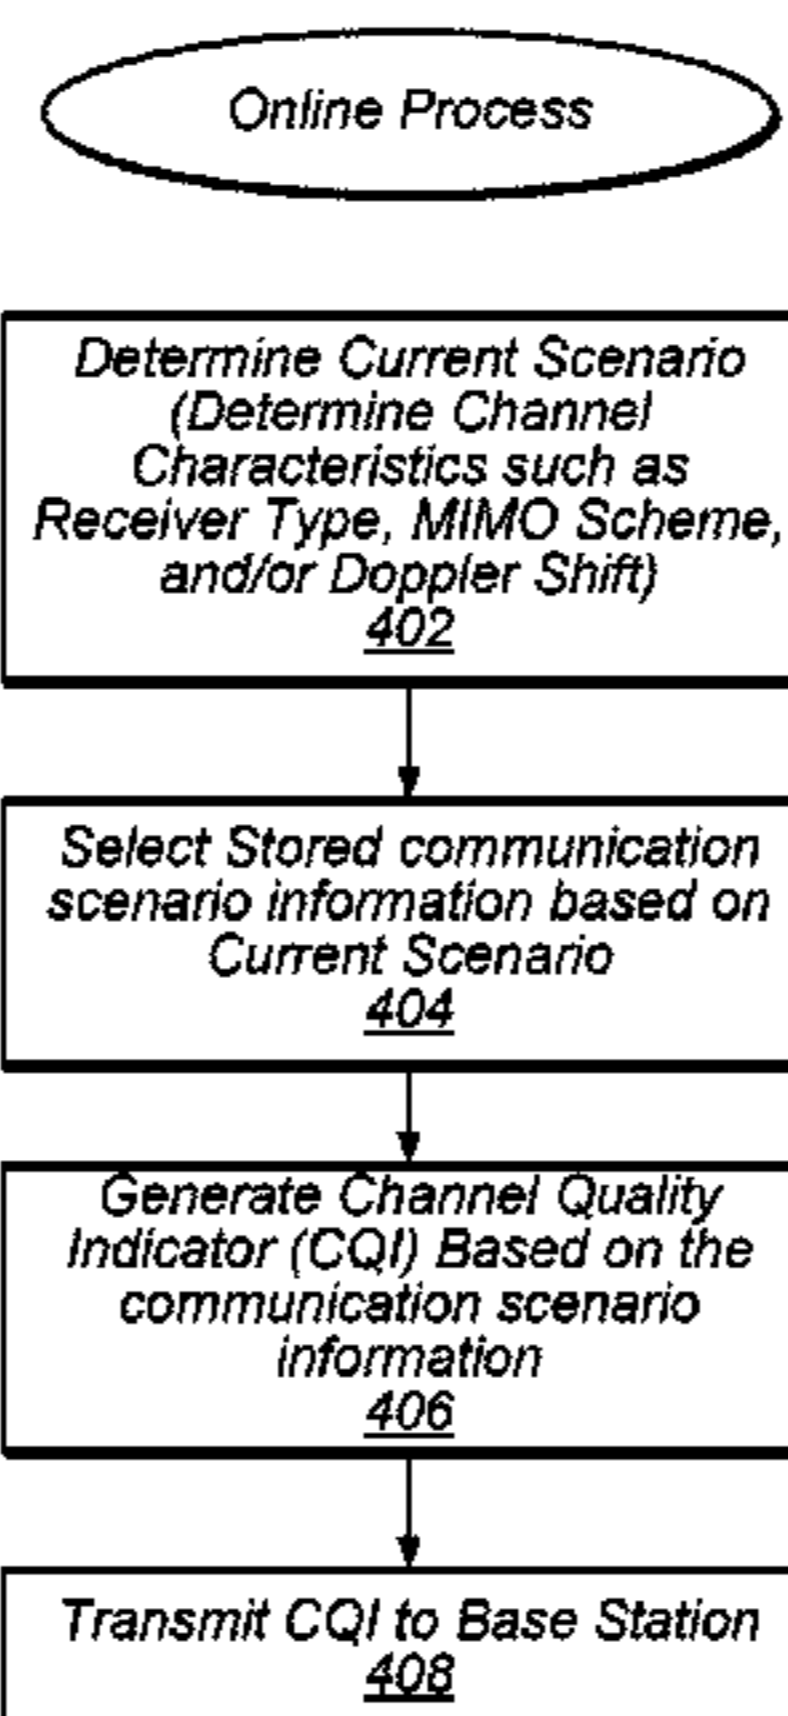 Online Process
Determine Current Scenario
(Determine Channel
Characteristics such as
Receiver Type, MIMO Scheme,
and/or Doppler Shift)
402
Select Stored communication
scenario information based on
Current Scenario
404
Generate Channel Quality
Indicator (CQI) Based on the
communication scenario
information
406
Transmit CQI to Base Station
408